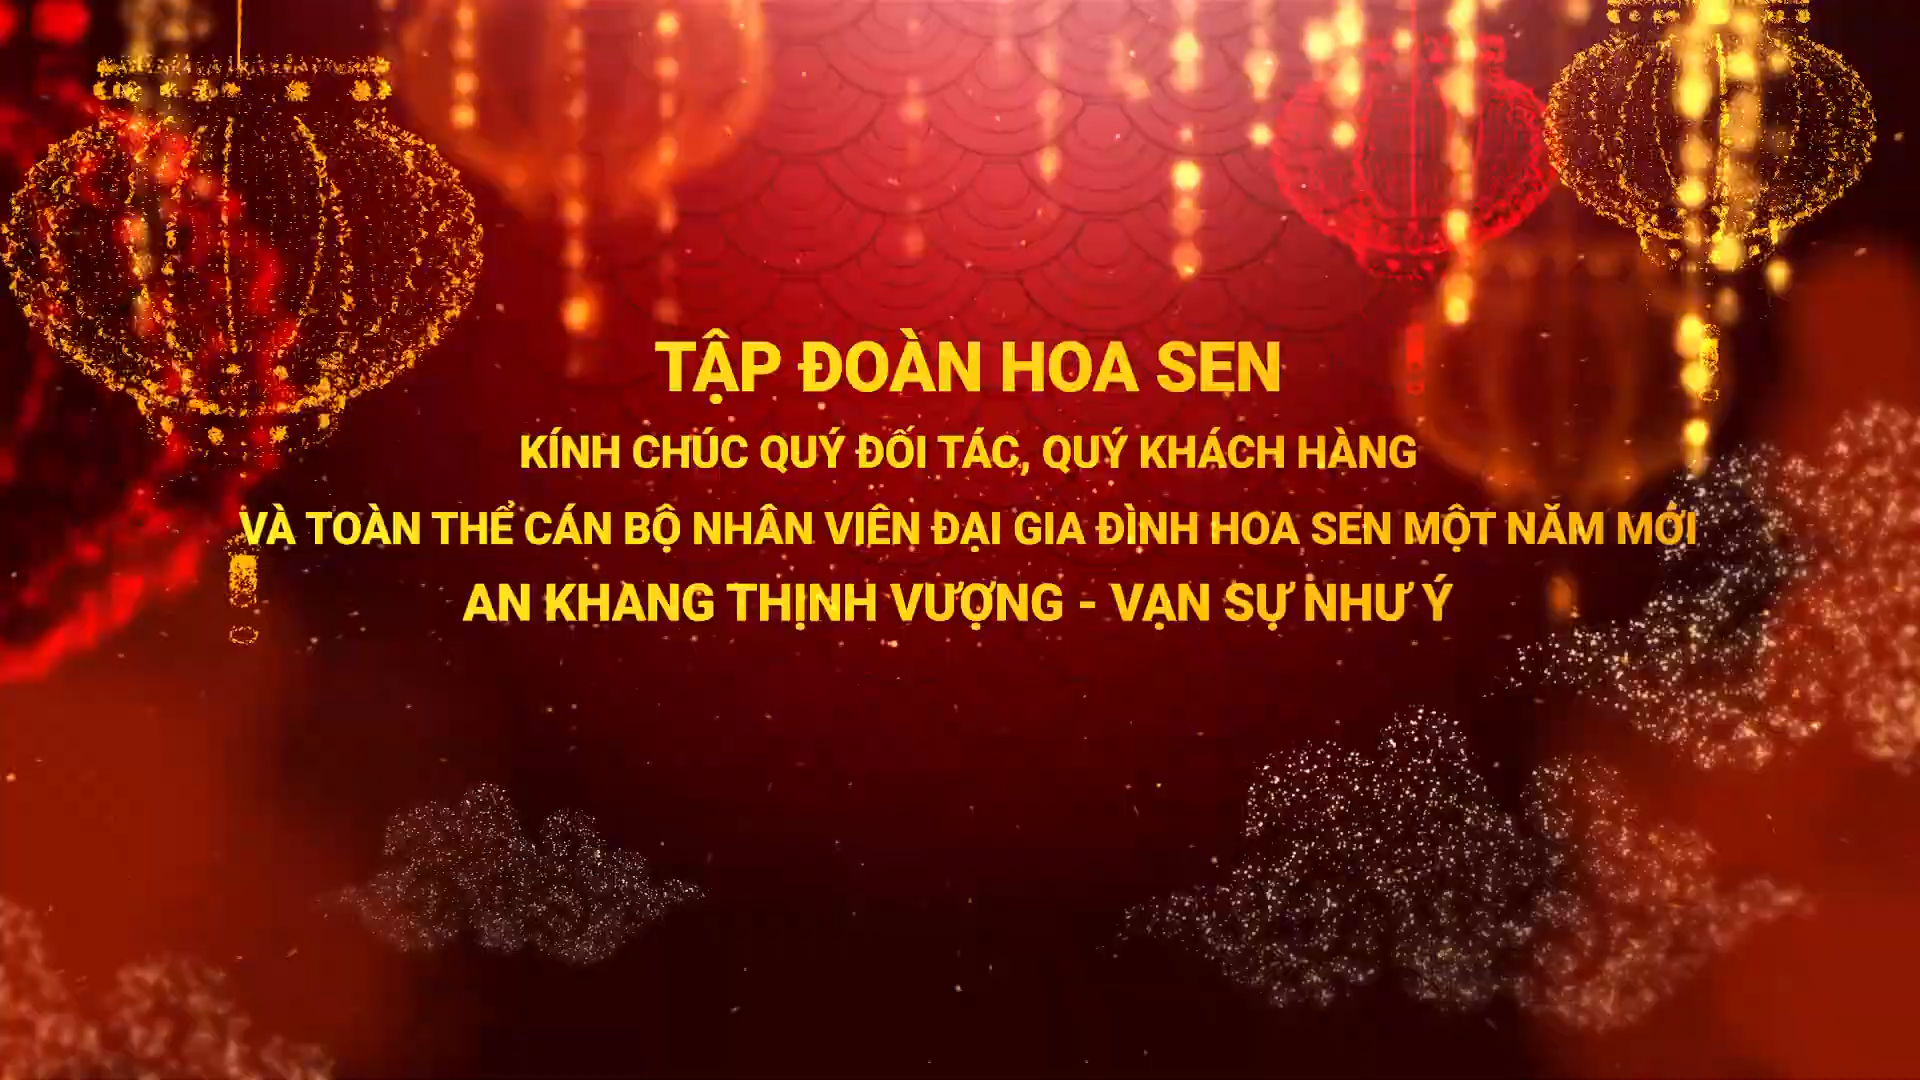 TẬP ĐOÀN HOA SEN
KÍNH CHÚC QUÝ ĐỐI TÁC, QUÝ KHÁCH HÀNG
VÀ TOÀN THỂ CÁN BỘ NHÂN VIÊN ĐẠI GIA ĐÌNH HOA SEN MỘT NĂM MỚI
AN KHANG THỊNH VƯỢNG - VẠN SỰ NHƯ Ý